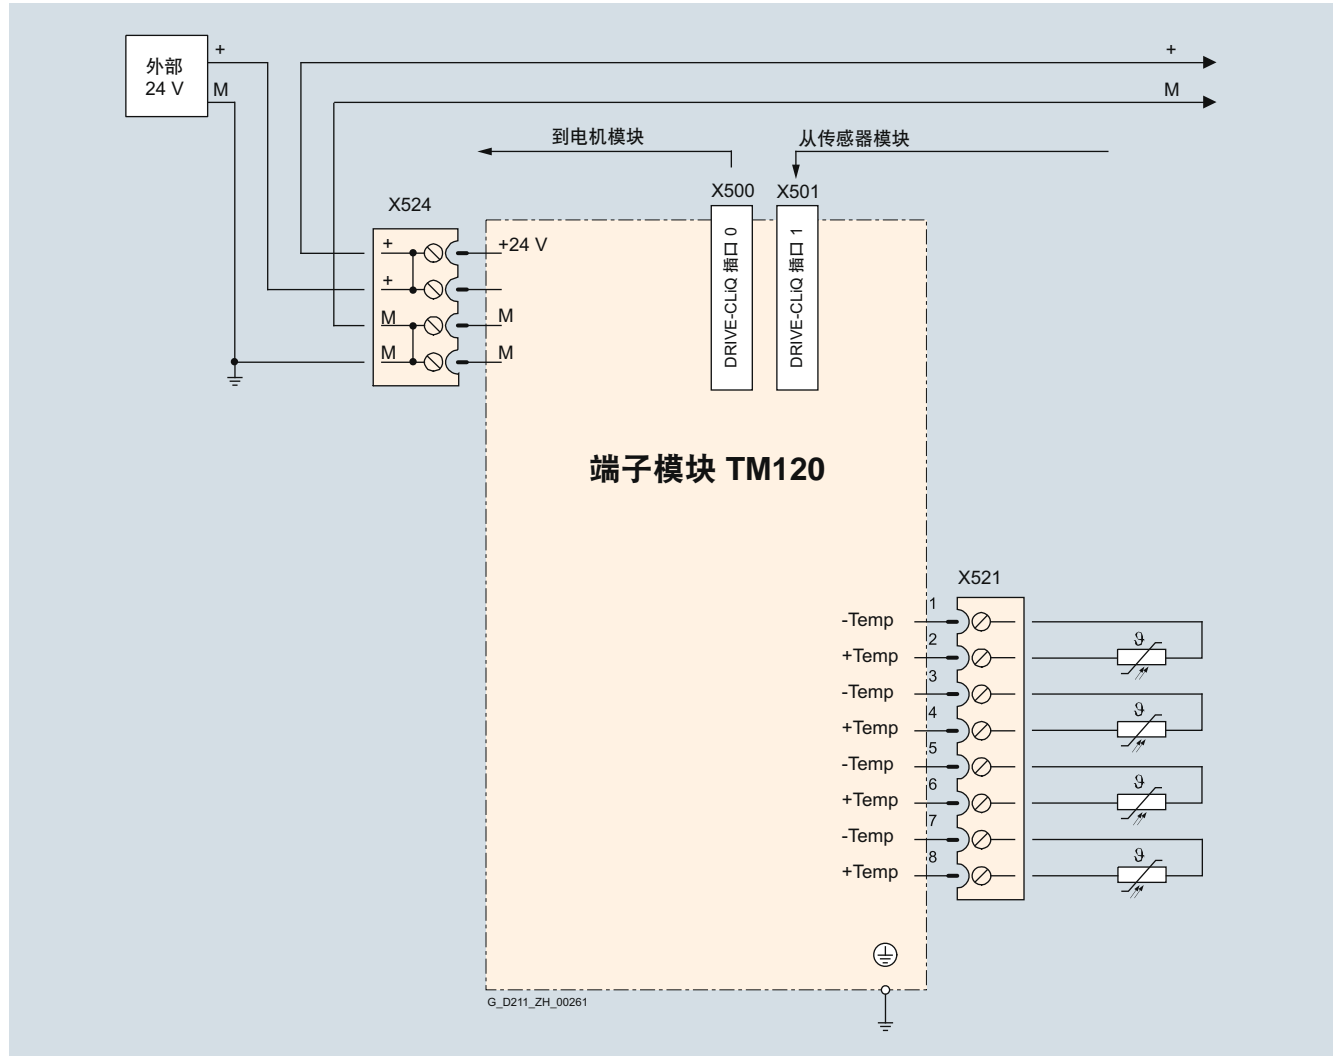 外部
24 V
+
M
+
M
到电机模块
从传感器模块
X500
X501
X524
+
+
M
M
+24 V
M
M
DRIVE-CLiQ 插口 0
DRIVE-CLiQ 插口 1
端子模块 TM120
X521
-Temp 1
+Temp 2
-Temp 3
+Temp 4
-Temp 5
+Temp 6
-Temp 7
+Temp 8
ϑ
ϑ
ϑ
ϑ
G_D211_ZH_00261